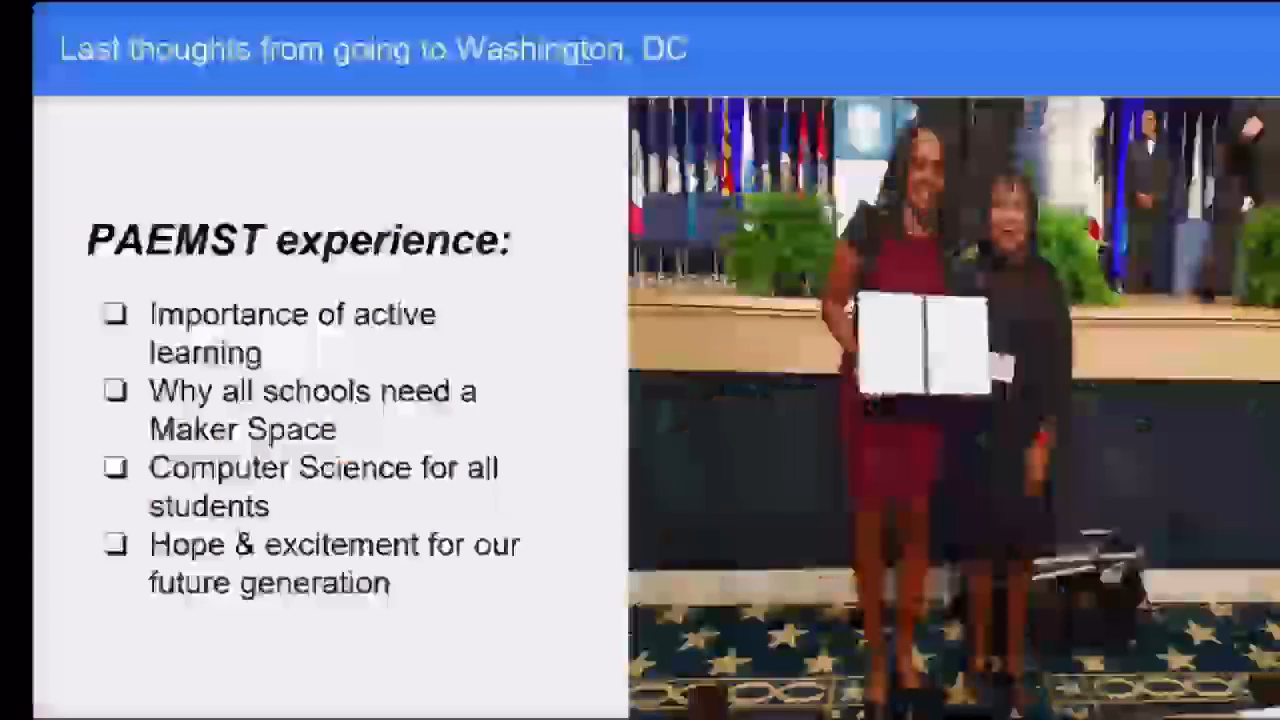 Last thoughts from going to Washington, DC
PAEMST experience:
❏ Importance of active
learning
❏ Why all schools need a
Maker Space
❏ Computer Science for all
students
❏ Hope & excitement for our
future generation